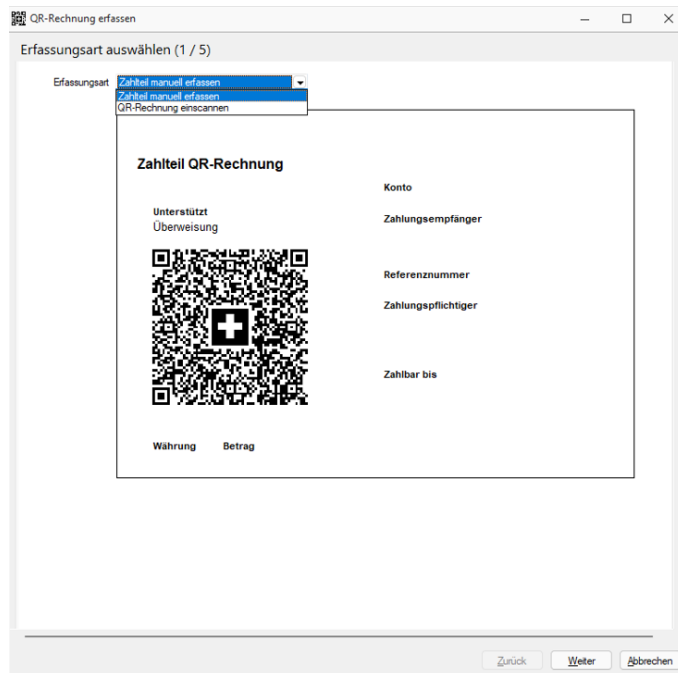 QR-Rechnung erfassen
Erfassungsart auswählen (1 / 5)
Erfassungsart Zahlteil manuell erfassen
Zahlteil manuell erfassen
QR-Rechnung einscannen
Zahlteil QR-Rechnung
Konto
Unterstützt
Überweisung
Zahlungsempfänger
Referenznummer
Zahlungspflichtiger
Zahlbar bis
Währung Betrag
Zurück Weiter Abbrechen